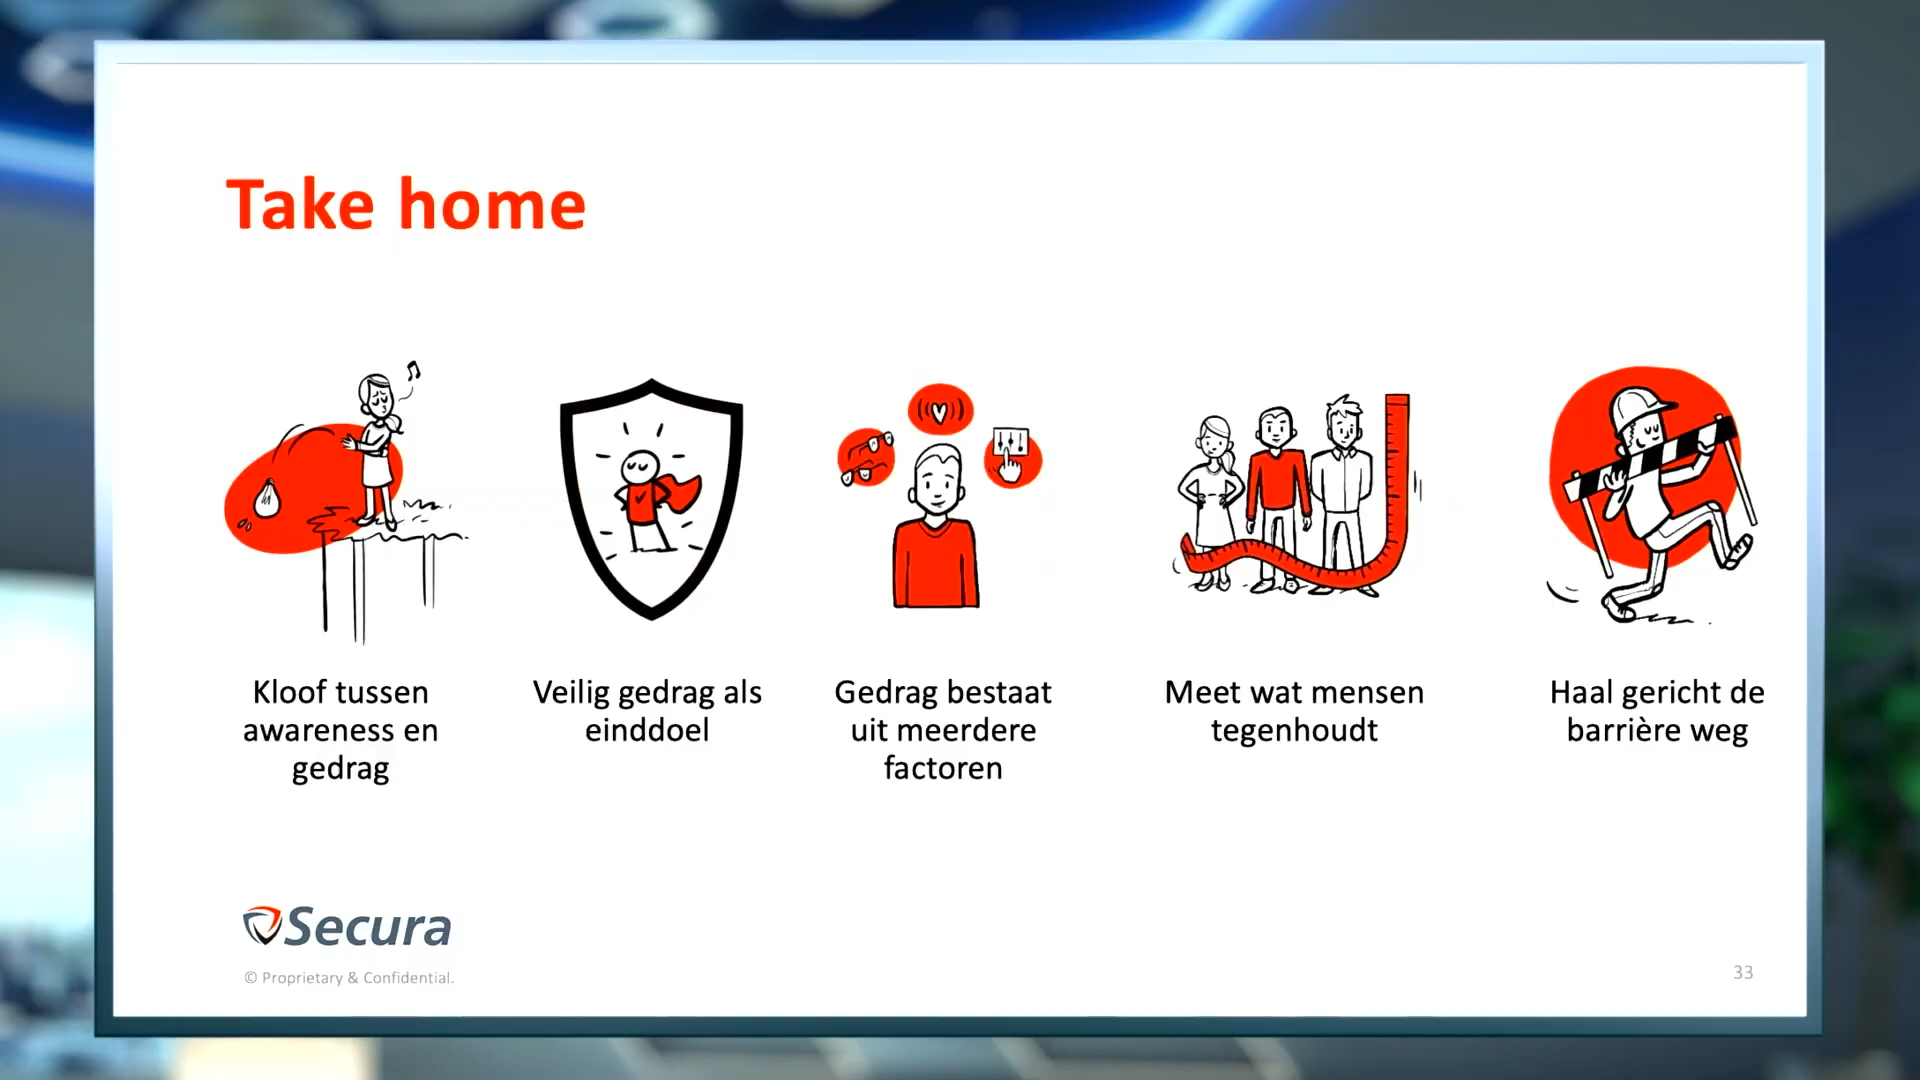 Take home
Kloof tussen
awareness en
gedrag
Veilig gedrag als
einddoel
Gedrag bestaat
uit meerdere
factoren
Meet wat mensen
tegenhoudt
Haal gericht de
barrière weg
Secura
© Proprietary & Confidential.
33